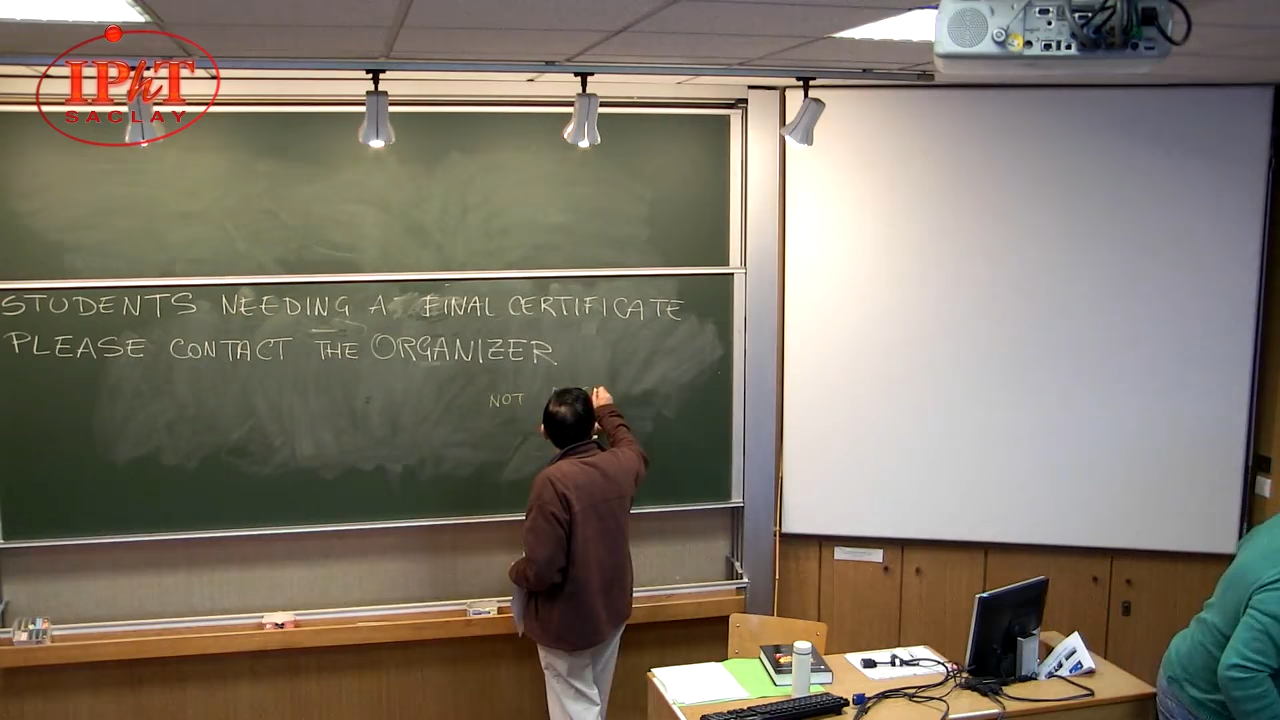 IPhT
SACLAY
STUDENTS NEEDING A FINAL CERTIFICATE
PLEASE CONTACT THE ORGANIZER
NOT